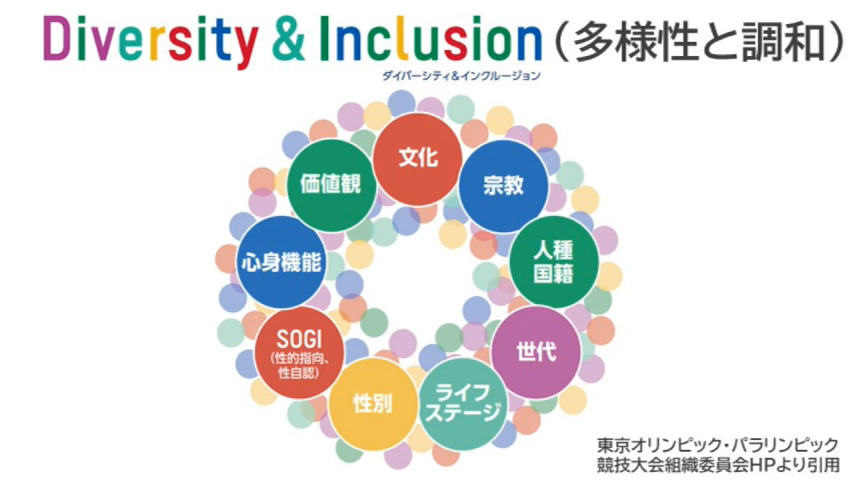 Diversity & Inclusion（多様性と調和）
ダイバーシティ&インクルージョン
文化
宗教
人種
国籍
世代
ライフ
ステージ
性別
SOGI
（性的指向、
性自認）
心身機能
価値観
東京オリンピック・パラリンピック
競技大会組織委員会HPより引用